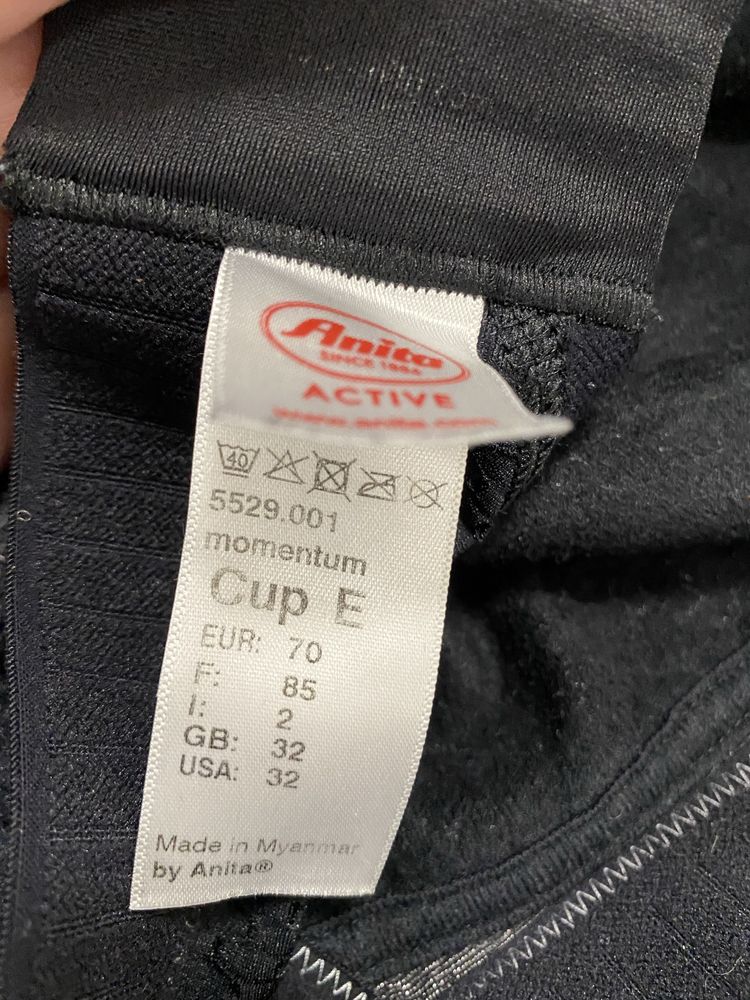 Anita
SINCE 1886
ACTIVE
www.anita.com
40
5529.001
momentum
Cup E
EUR: 70
F: 85
I: 2
GB: 32
USA: 32
Made in Myanmar
by Anita®